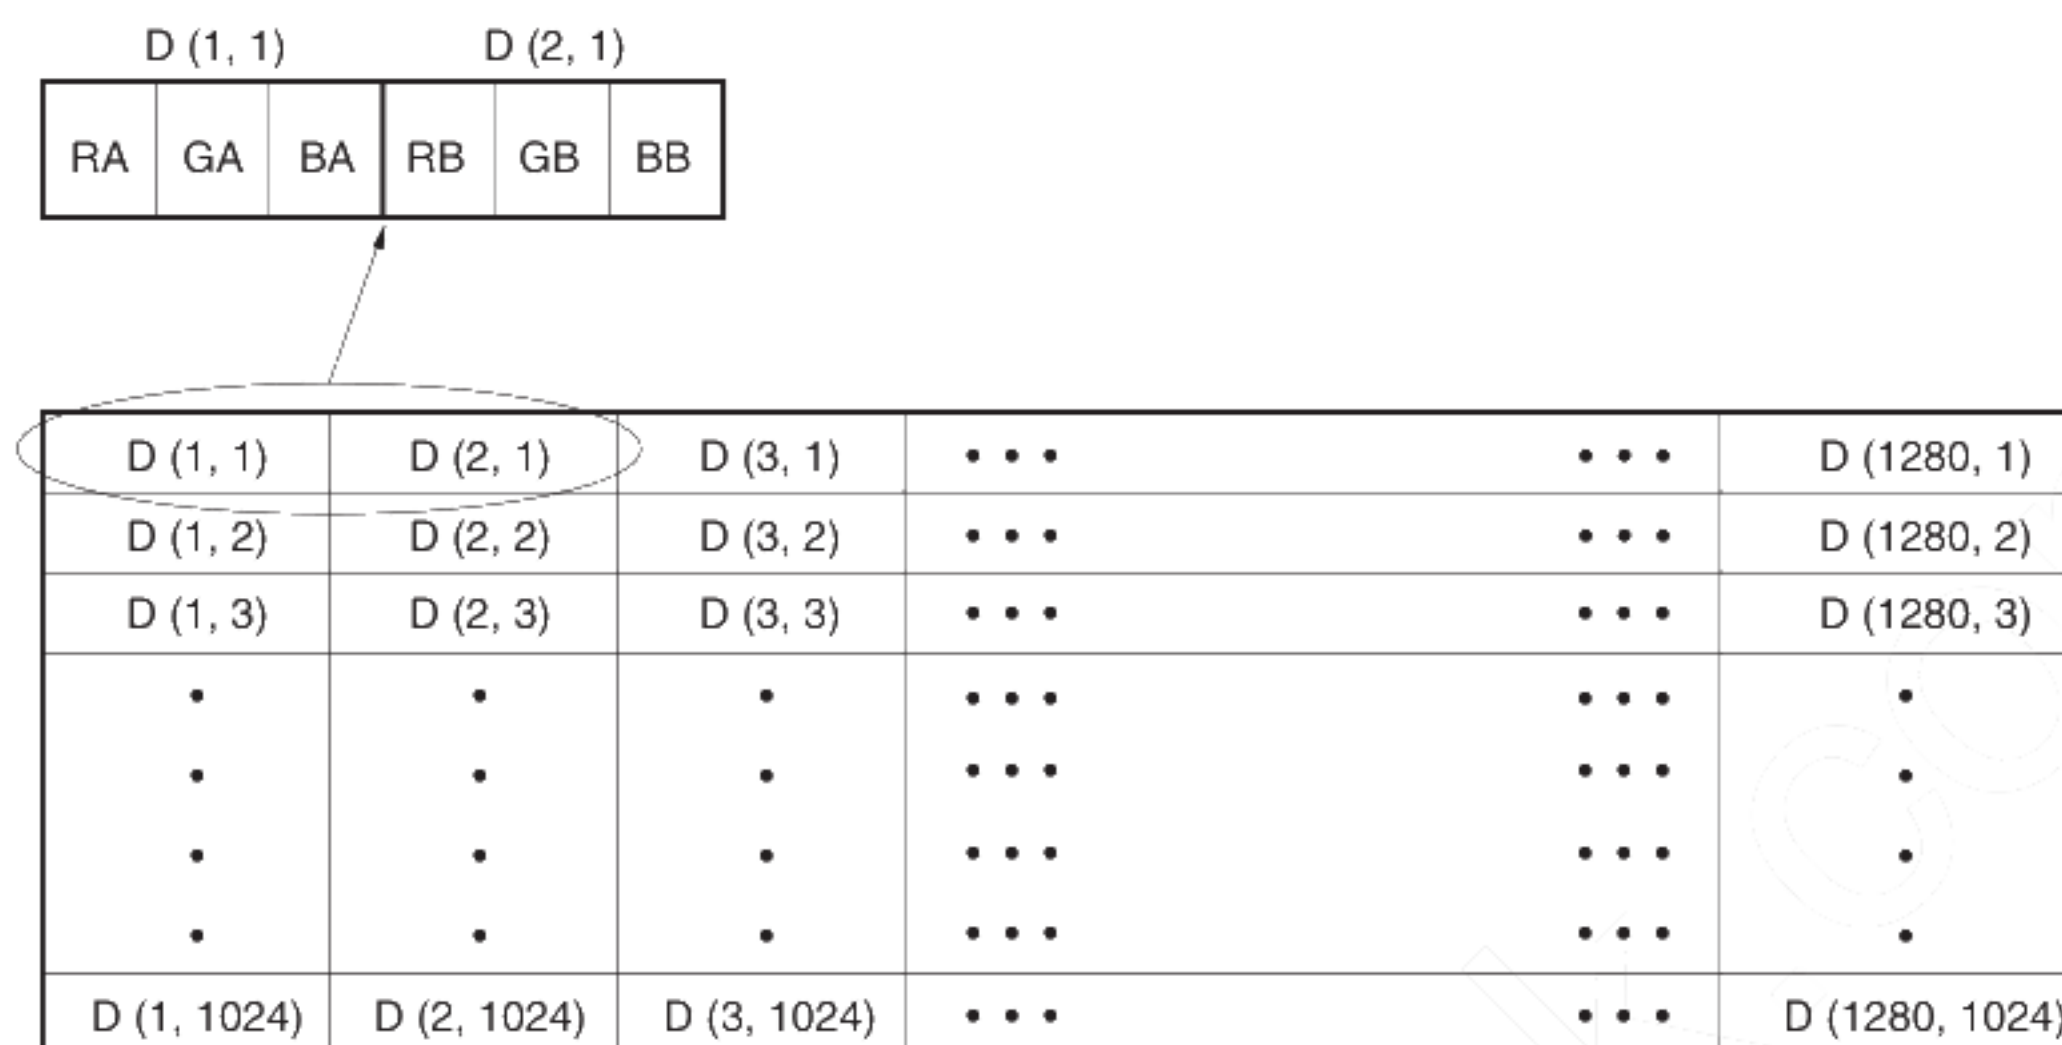 D (1, 1) D (2, 1)
RA GA BA RB GB BB
D (1, 1) D (2, 1) D (3, 1) • • • • • • D (1280, 1)
D (1, 2) D (2, 2) D (3, 2) • • • • • • D (1280, 2)
D (1, 3) D (2, 3) D (3, 3) • • • • • • D (1280, 3)
• • • • • • • • • •
• • • • • • • • • •
• • • • • • • • • •
• • • • • • • • • •
D (1, 1024) D (2, 1024) D (3, 1024) • • • • • • D (1280, 1024)